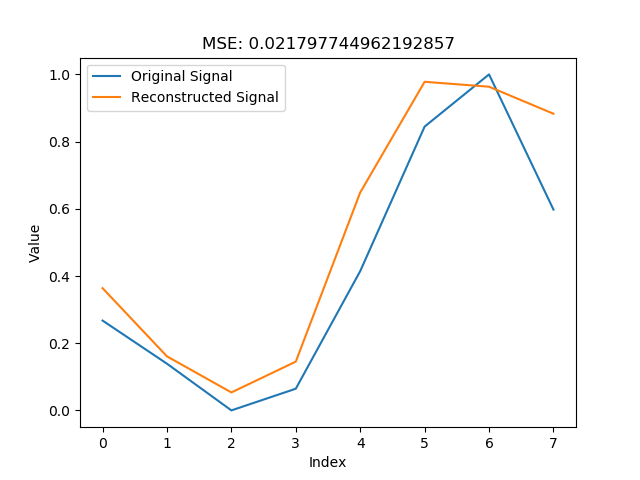 MSE: 0.021797744962192857
Original Signal
Reconstructed Signal
1.0
0.8
0.6
0.4
0.2
0.0
Value
0 1 2 3 4 5 6 7
Index